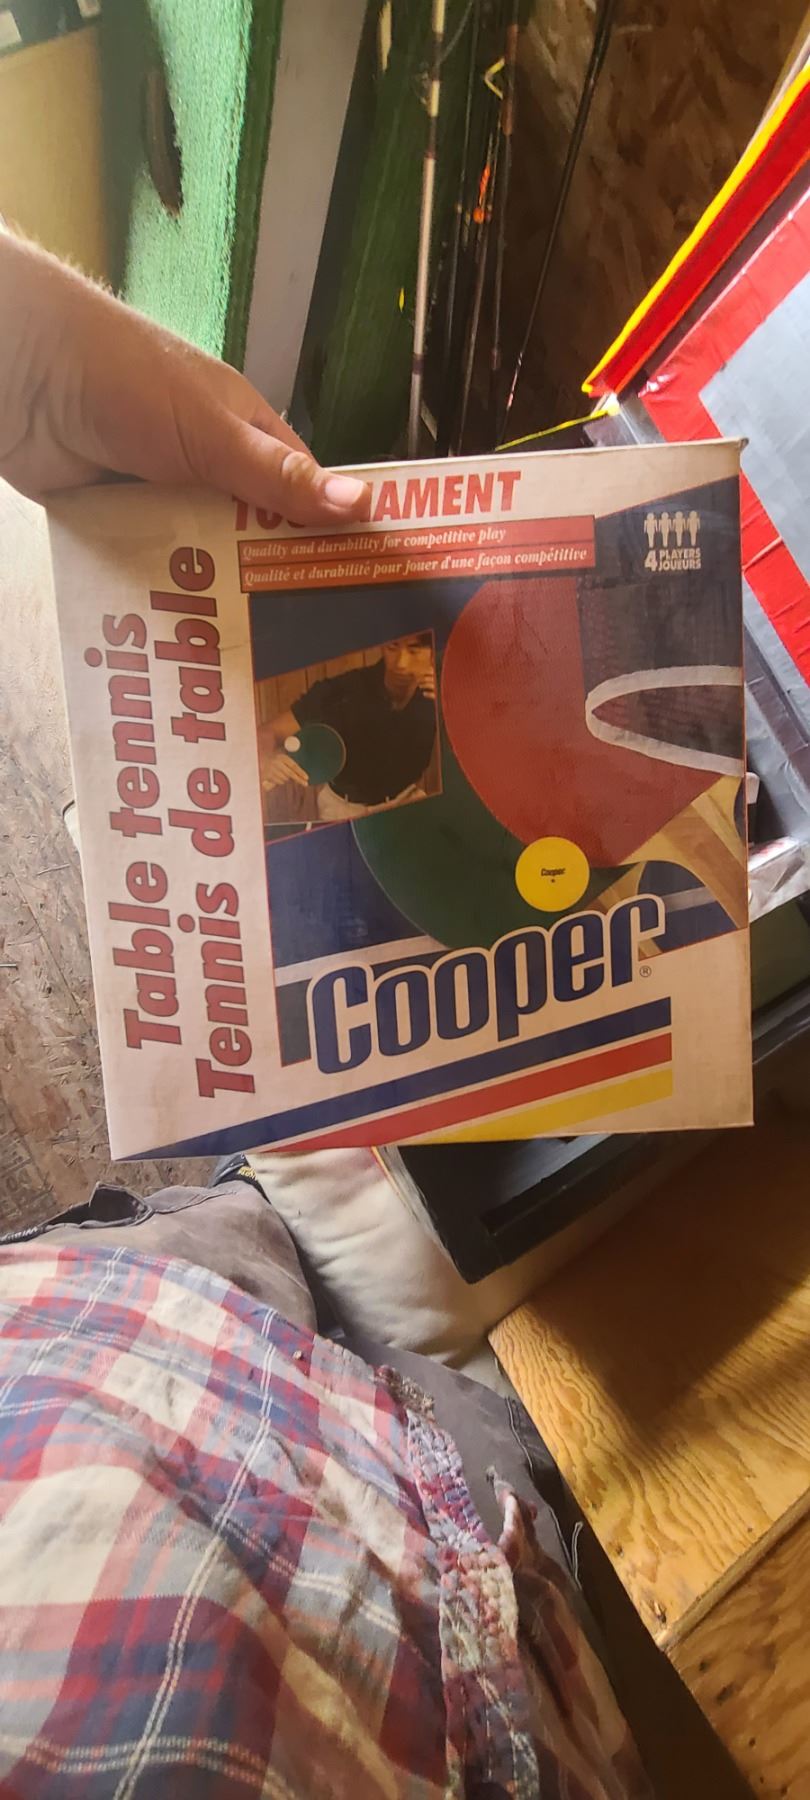 TOURNAMENT
Quality and durability for competitive play
Qualité et durabilité pour jouer d'une façon compétitive
4 PLAYERS
JOUEURS
Table tennis
Tennis de table
Cooper
Cooper®